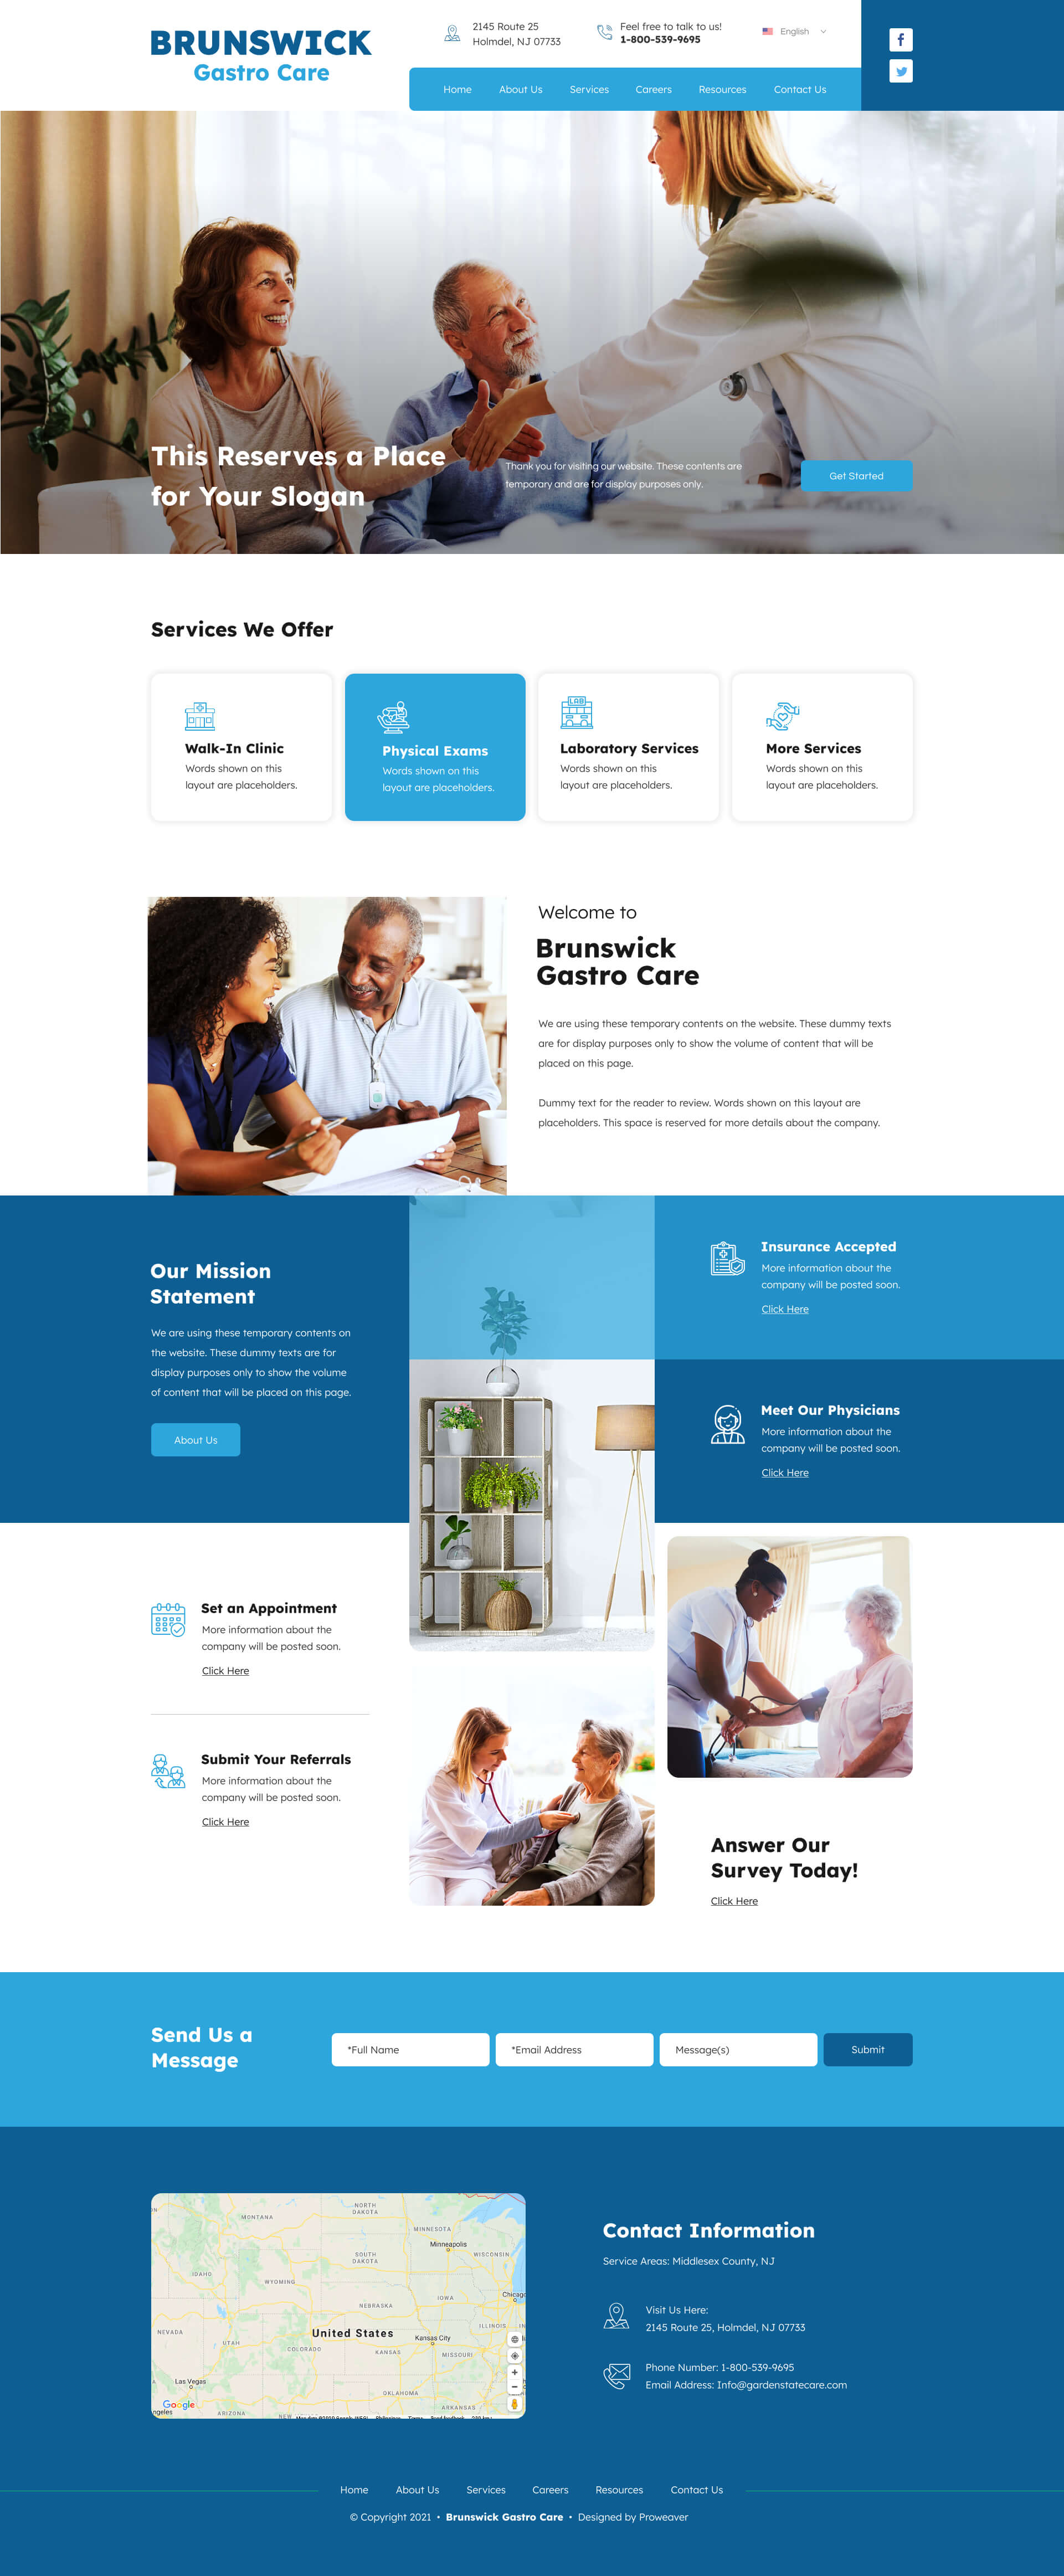 BRUNSWICK
Gastro Care
2145 Route 25
Holmdel, NJ 07733
Feel free to talk to us!
1-800-539-9695
English
Home About Us Services Careers Resources Contact Us
This Reserves a Place
for Your Slogan
Thank you for visiting our website. These contents are
temporary and are for display purposes only.
Get Started
Services We Offer
Walk-In Clinic
Words shown on this
layout are placeholders.
Physical Exams
Words shown on this
layout are placeholders.
LAB
Laboratory Services
Words shown on this
layout are placeholders.
More Services
Words shown on this
layout are placeholders.
Welcome to
Brunswick
Gastro Care
We are using these temporary contents on the website. These dummy texts
are for display purposes only to show the volume of content that will be
placed on this page.
Dummy text for the reader to review. Words shown on this layout are
placeholders. This space is reserved for more details about the company.
Our Mission
Statement
We are using these temporary contents on
the website. These dummy texts are for
display purposes only to show the volume
of content that will be placed on this page.
About Us
Insurance Accepted
More information about the
company will be posted soon.
Click Here
Meet Our Physicians
More information about the
company will be posted soon.
Click Here
Set an Appointment
More information about the
company will be posted soon.
Click Here
Submit Your Referrals
More information about the
company will be posted soon.
Click Here
Answer Our
Survey Today!
Click Here
Send Us a
Message
*Full Name
*Email Address
Message(s)
Submit
NORTH
DAKOTA
MONTANA
MINNESOTA
Minneapolis
SOUTH
DAKOTA
WISCONSIN
IDAHO
WYOMING
Chicago
IOWA
NEBRASKA
ILLINOIS
IN
NEVADA
United States
Kansas City
UTAH
COLORADO
KANSAS
MISSOURI
Las Vegas
OKLAHOMA
Google
ngeles
ARIZONA
NEW
ARKANSAS
Contact Information
Service Areas: Middlesex County, NJ
Visit Us Here:
2145 Route 25, Holmdel, NJ 07733
Phone Number: 1-800-539-9695
Email Address: Info@gardenstatecare.com
Home About Us Services Careers Resources Contact Us
© Copyright 2021 • Brunswick Gastro Care • Designed by Proweaver